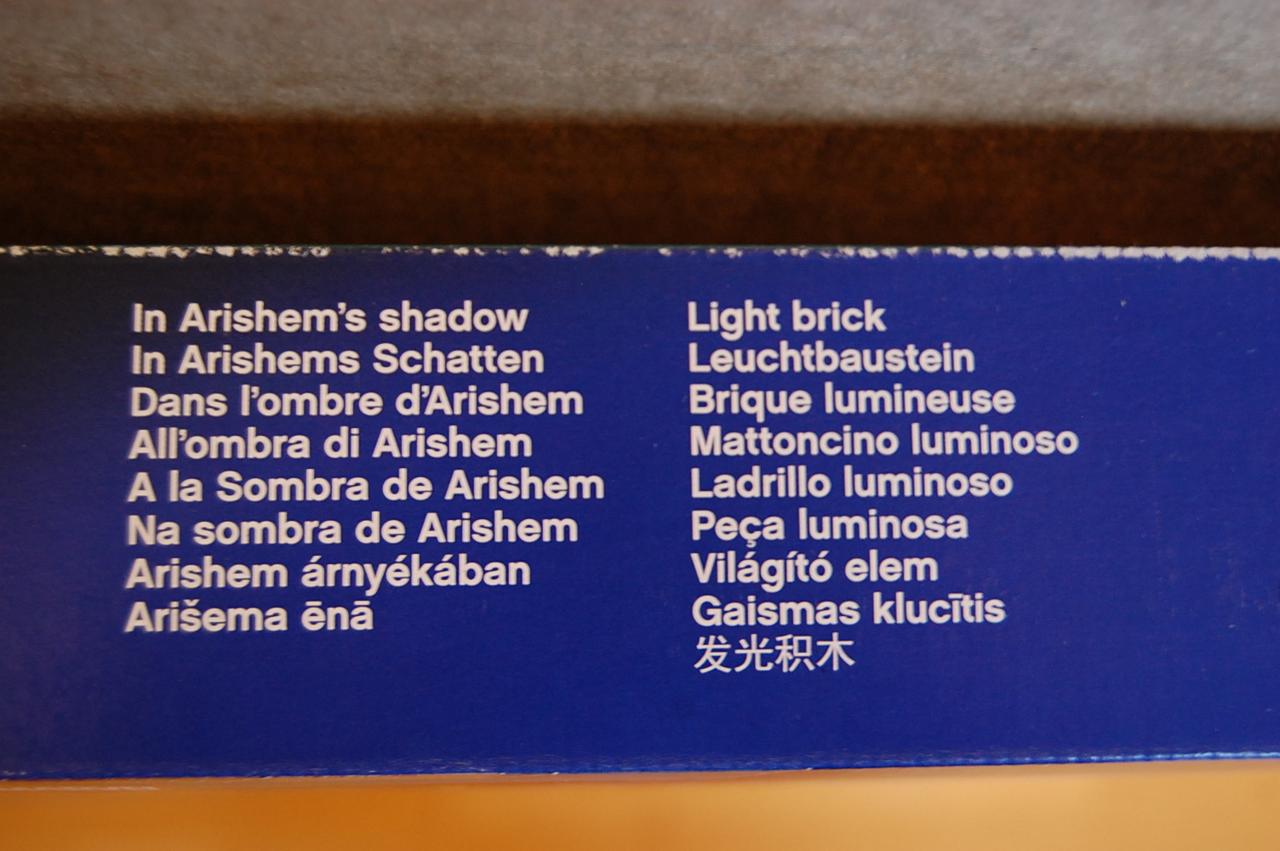 In Arishem's shadow
In Arishems Schatten
Dans l'ombre d'Arishem
All'ombra di Arishem
A la Sombra de Arishem
Na sombra de Arishem
Arishem árnyékában
Arišema ēnā
Light brick
Leuchtbaustein
Brique lumineuse
Mattoncino luminoso
Ladrillo luminoso
Peça luminosa
Világító elem
Gaismas klucītis
发光积木